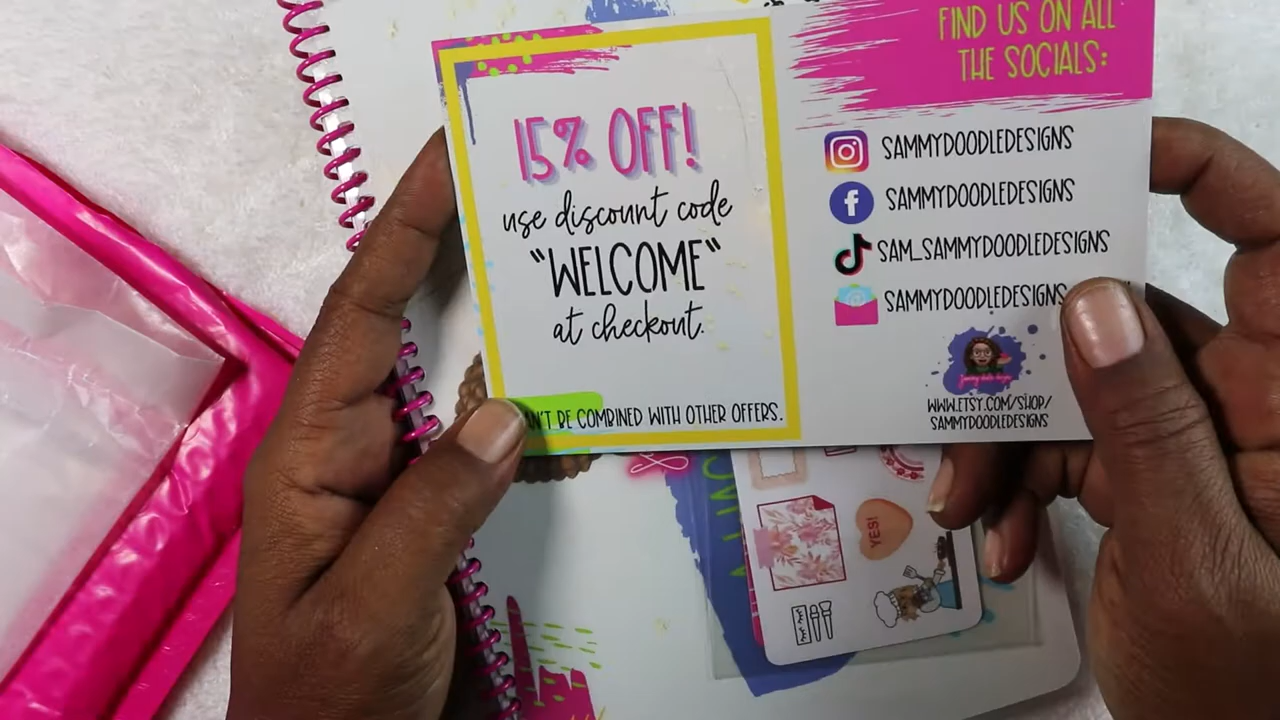 15% OFF!
use discount code
"WELCOME"
at checkout.
CAN'T BE COMBINED WITH OTHER OFFERS.
FIND US ON ALL
THE SOCIALS:
SAMMYDOODLEDESIGNS
SAMMYDOODLEDESIGNS
SAM_SAMMYDOODLEDESIGNS
SAMMYDOODLEDESIGNS
WWW.ETSY.COM/SHOP/
SAMMYDOODLEDESIGNS
YES!